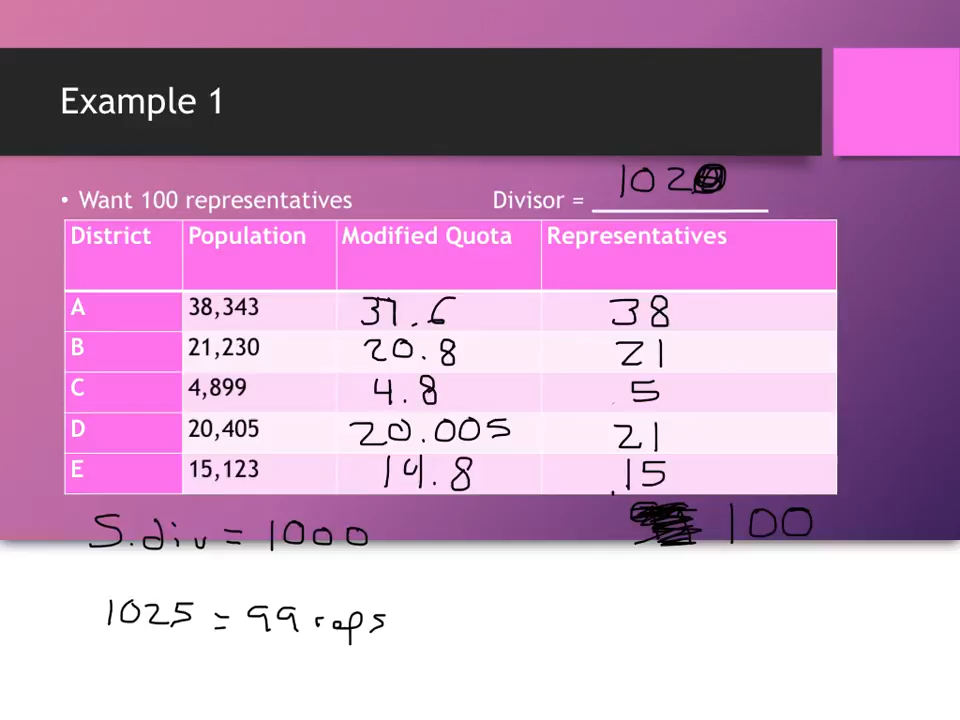 Example 1
• Want 100 representatives Divisor = 1020
District Population Modified Quota Representatives
A 38,343 37.6 38
B 21,230 20.8 21
C 4,899 4.8 5
D 20,405 20.005 21
E 15,123 14.8 15
S.div = 1000 100
1025 = 99 reps